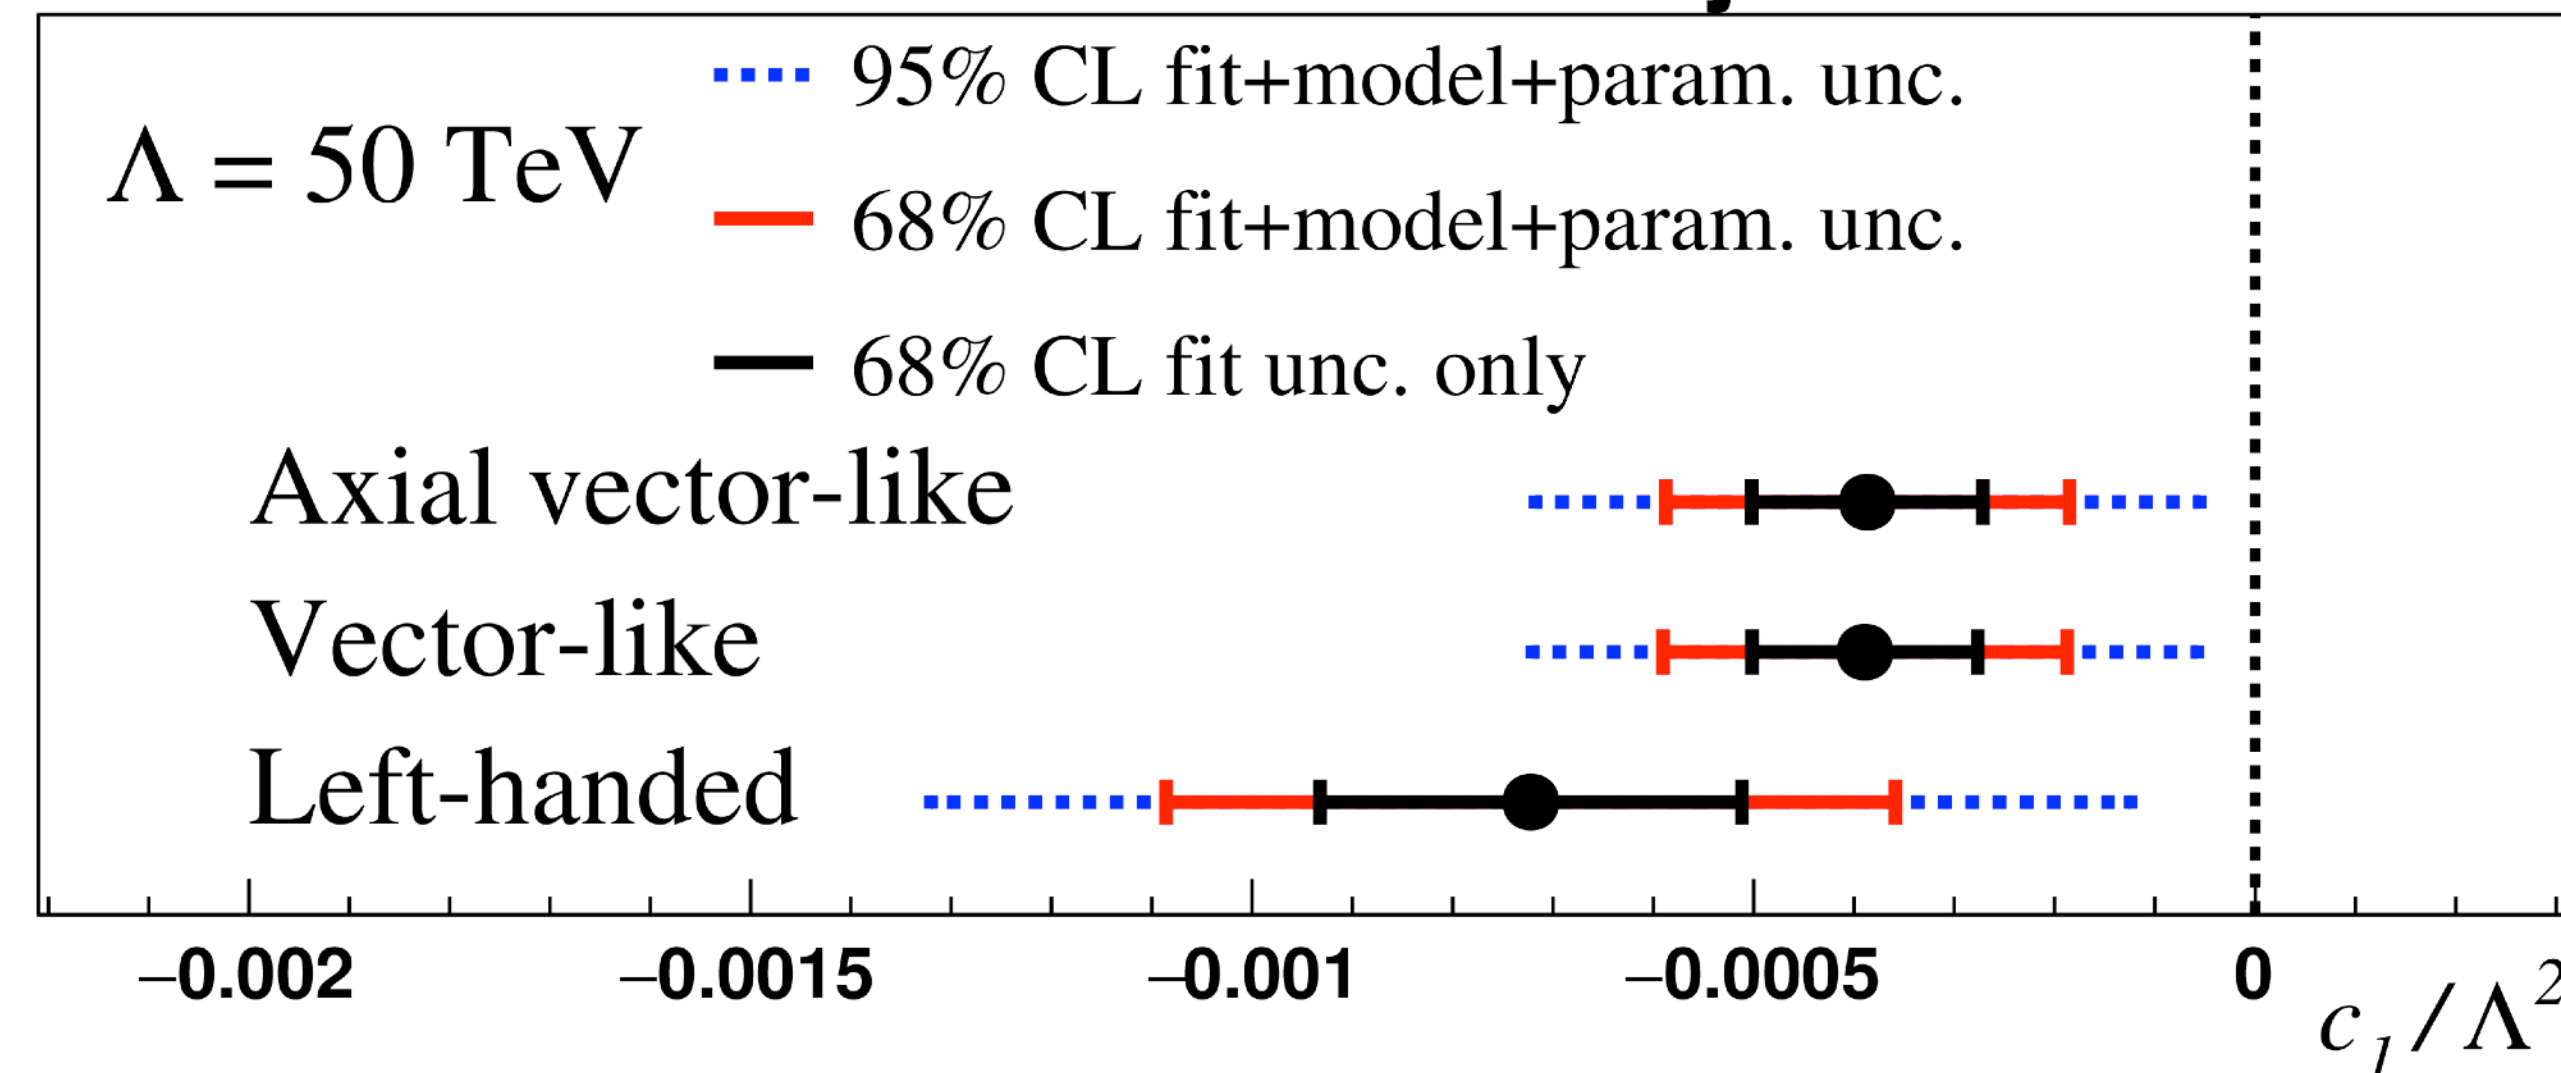 95% CL fit+model+param. unc.
Λ = 50 TeV
68% CL fit+model+param. unc.
68% CL fit unc. only
Axial vector-like
Vector-like
Left-handed
−0.002 −0.0015 −0.001 −0.0005 0
c₁/Λ²